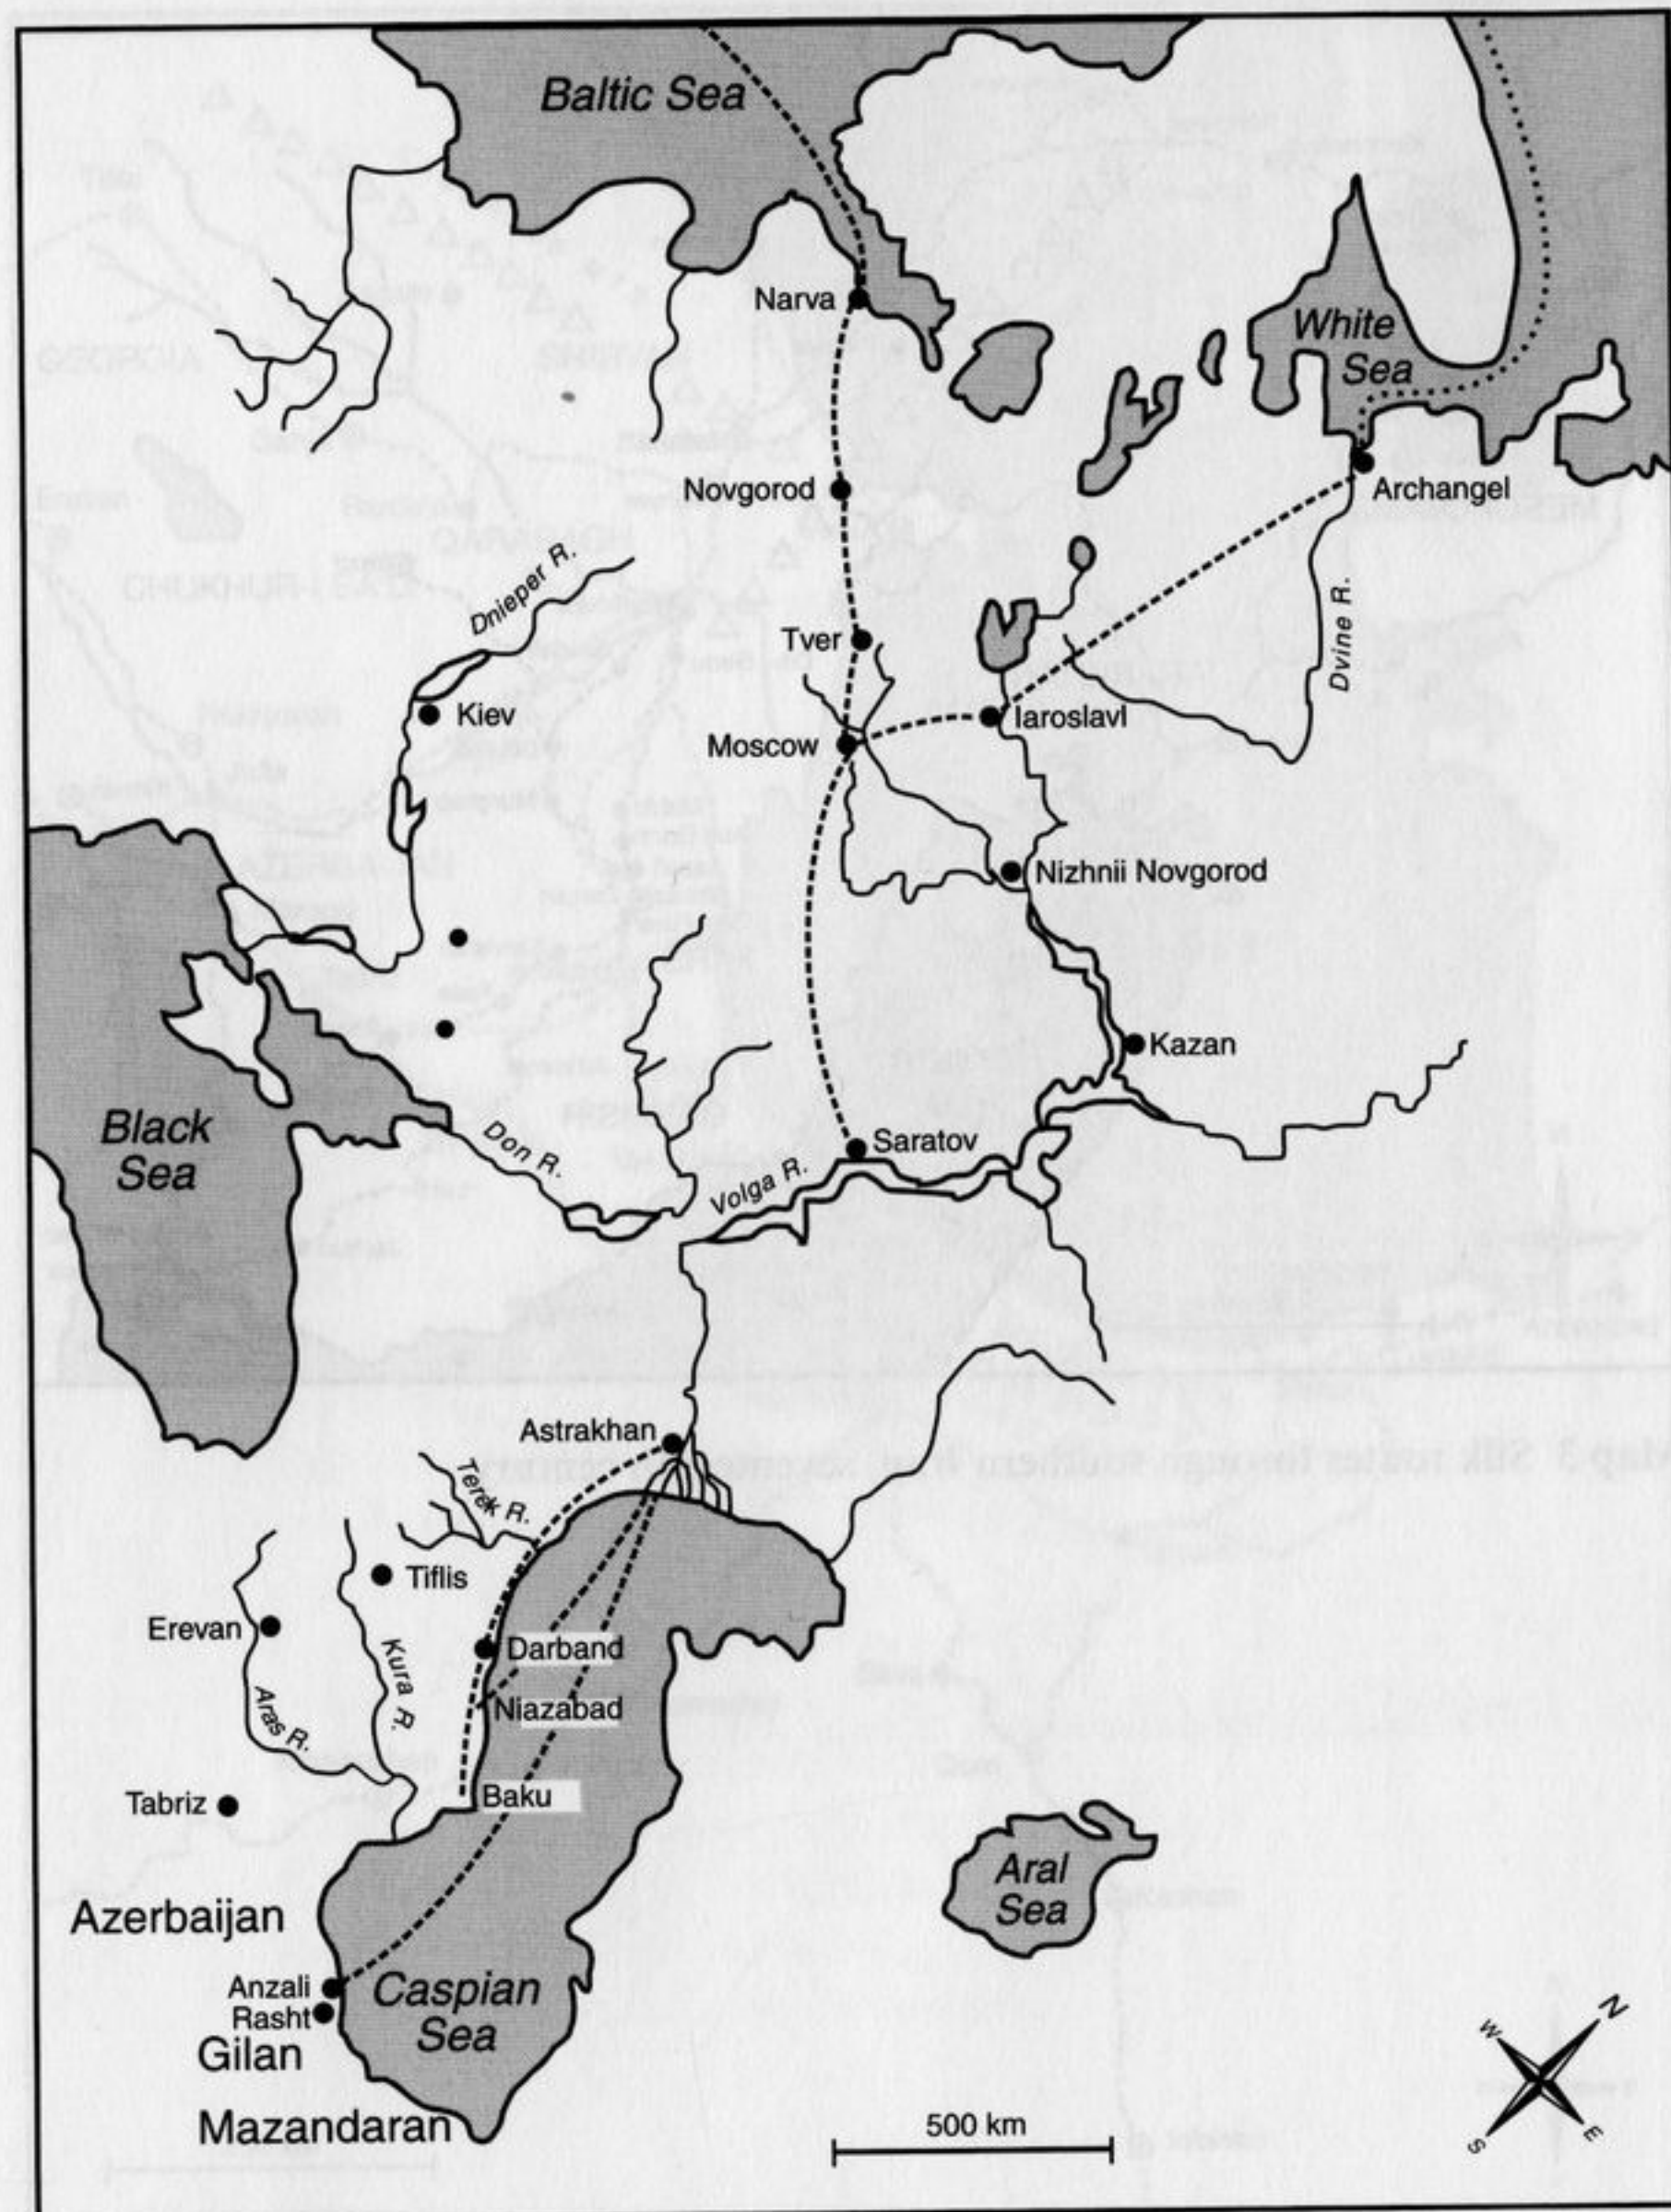 Baltic Sea
Narva
White
Sea
Novgorod
Archangel
Dnieper R.
Tver
Dvine R.
Kiev
Iaroslavl
Moscow
Nizhnii Novgorod
Kazan
Black
Sea
Don R.
Saratov
Volga R.
Astrakhan
Terek R.
Tiflis
Erevan
Darband
Kura R.
Niazabad
Aras R.
Baku
Tabriz
Aral
Sea
Azerbaijan
Anzali
Caspian
Sea
Rasht
Gilan
Mazandaran
500 km
N
W
S
E